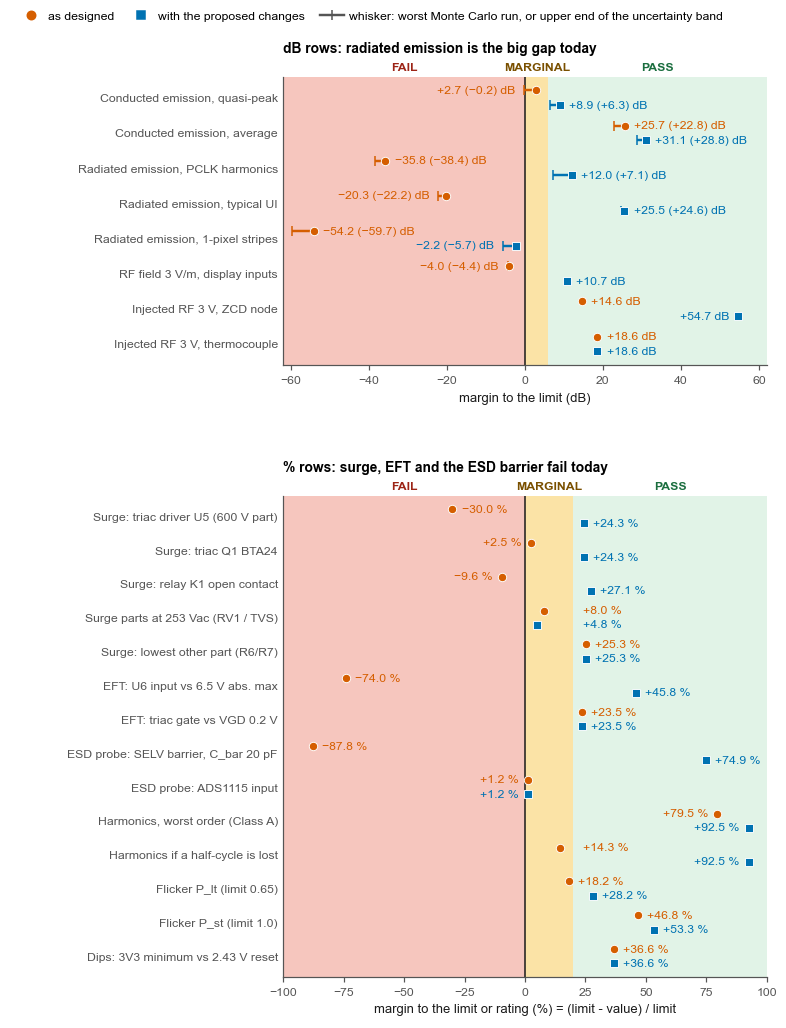 as designed
with the proposed changes
whisker: worst Monte Carlo run, or upper end of the uncertainty band
dB rows: radiated emission is the big gap today
FAIL MARGINAL PASS
Conducted emission, quasi-peak
+2.7 (−0.2) dB
+8.9 (+6.3) dB
Conducted emission, average
+25.7 (+22.8) dB
+31.1 (+28.8) dB
Radiated emission, PCLK harmonics
−35.8 (−38.4) dB
+12.0 (+7.1) dB
Radiated emission, typical UI
−20.3 (−22.2) dB
+25.5 (+24.6) dB
Radiated emission, 1-pixel stripes
−54.2 (−59.7) dB
−2.2 (−5.7) dB
RF field 3 V/m, display inputs
−4.0 (−4.4) dB
+10.7 dB
Injected RF 3 V, ZCD node
+14.6 dB
+54.7 dB
Injected RF 3 V, thermocouple
+18.6 dB
+18.6 dB
−60 −40 −20 0 20 40 60
margin to the limit (dB)
% rows: surge, EFT and the ESD barrier fail today
FAIL MARGINAL PASS
Surge: triac driver U5 (600 V part)
−30.0 %
+24.3 %
Surge: triac Q1 BTA24
+2.5 %
+24.3 %
Surge: relay K1 open contact
−9.6 %
+27.1 %
Surge parts at 253 Vac (RV1 / TVS)
+8.0 %
+4.8 %
Surge: lowest other part (R6/R7)
+25.3 %
+25.3 %
EFT: U6 input vs 6.5 V abs. max
−74.0 %
+45.8 %
EFT: triac gate vs VGD 0.2 V
+23.5 %
+23.5 %
ESD probe: SELV barrier, C_bar 20 pF
−87.8 %
+74.9 %
ESD probe: ADS1115 input
+1.2 %
+1.2 %
Harmonics, worst order (Class A)
+79.5 %
+92.5 %
Harmonics if a half-cycle is lost
+14.3 %
+92.5 %
Flicker P_lt (limit 0.65)
+18.2 %
+28.2 %
Flicker P_st (limit 1.0)
+46.8 %
+53.3 %
Dips: 3V3 minimum vs 2.43 V reset
+36.6 %
+36.6 %
−100 −75 −50 −25 0 25 50 75 100
margin to the limit or rating (%) = (limit - value) / limit